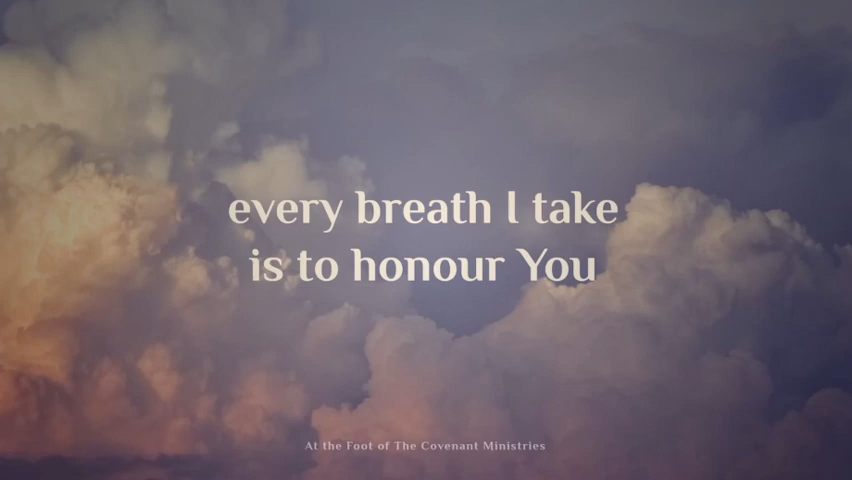 every breath I take
is to honour You
At the Foot of The Covenant Ministries